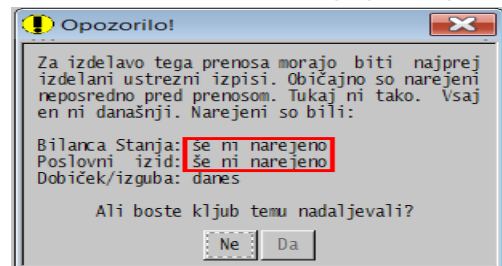 Opozorilo!
Za izdelavo tega prenosa morajo biti najprej
izdelani ustrezni izpisi. Običajno so narejeni
neposredno pred prenosom. Tukaj ni tako. Vsaj
en ni današnji. Narejeni so bili:
Bilanca Stanja: še ni narejeno
Poslovni izid: še ni narejeno
Dobiček/izguba: danes
Ali boste kljub temu nadaljevali?
Ne Da